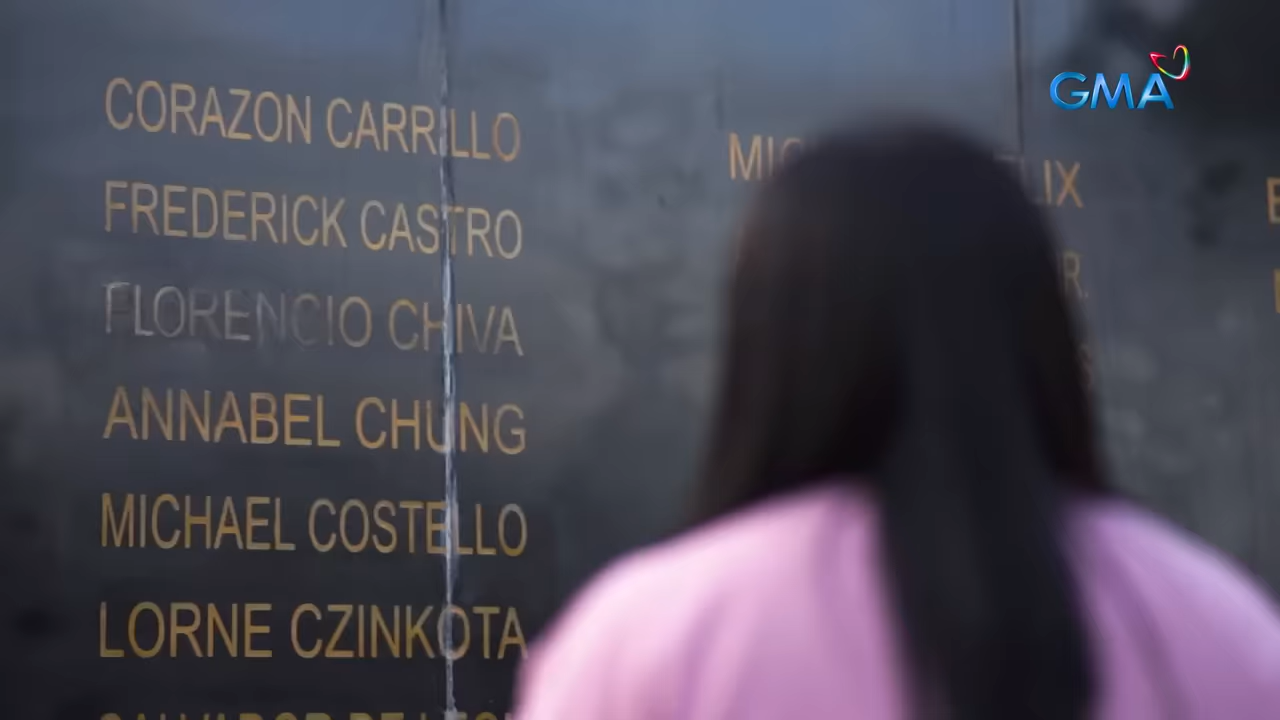 GMA
CORAZON CARRILLO
FREDERICK CASTRO
FLORENCIO CHIVA
ANNABEL CHUNG
MICHAEL COSTELLO
LORNE CZINKOTA